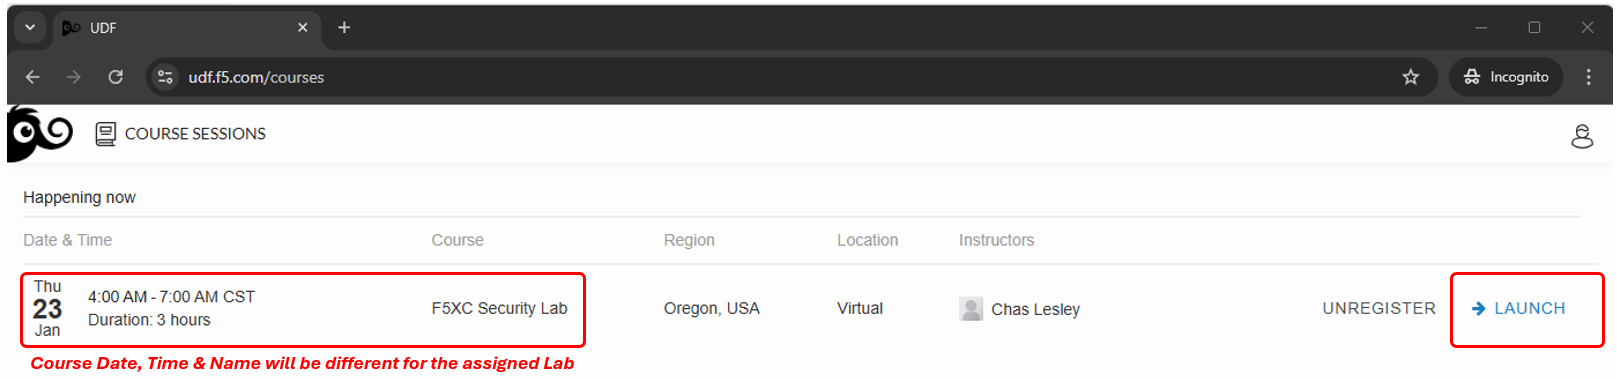 UDF
udf.f5.com/courses
Incognito
COURSE SESSIONS
Happening now
Date & Time Course Region Location Instructors
Thu
23
Jan
4:00 AM - 7:00 AM CST
Duration: 3 hours
F5XC Security Lab
Oregon, USA
Virtual
Chas Lesley
UNREGISTER
LAUNCH
Course Date, Time & Name will be different for the assigned Lab